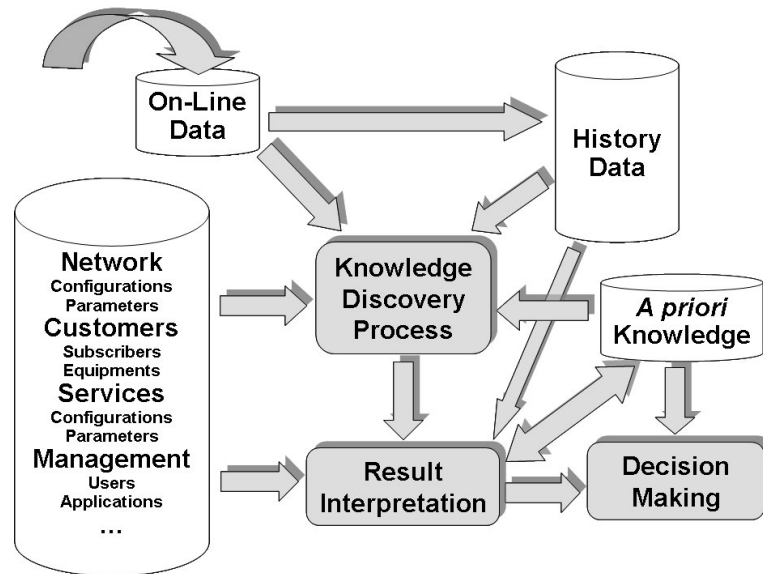 On-Line
Data
History
Data
Network
Configurations
Parameters
Customers
Subscribers
Equipments
Services
Configurations
Parameters
Management
Users
Applications
...
Knowledge
Discovery
Process
A priori
Knowledge
Result
Interpretation
Decision
Making